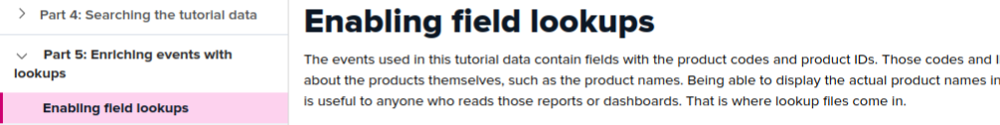 Part 4: Searching the tutorial data
Part 5: Enriching events with
lookups
Enabling field lookups
Enabling field lookups
The events used in this tutorial data contain fields with the product codes and product IDs. Those codes and
about the products themselves, such as the product names. Being able to display the actual product names in
is useful to anyone who reads those reports or dashboards. That is where lookup files come in.